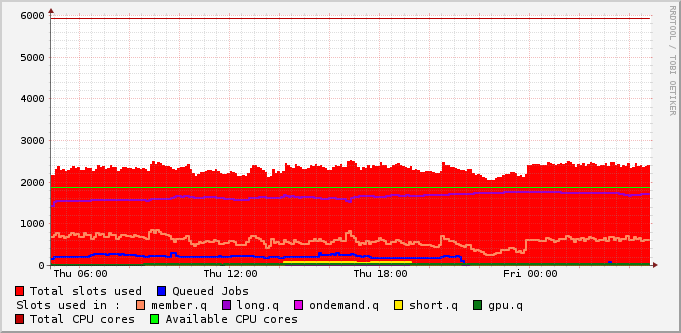 RRDTOOL / TOBI OETIKER
6000
5000
4000
3000
2000
1000
0
Thu 06:00 Thu 12:00 Thu 18:00 Fri 00:00
Total slots used Queued Jobs
Slots used in : member.q long.q ondemand.q short.q gpu.q
Total CPU cores Available CPU cores